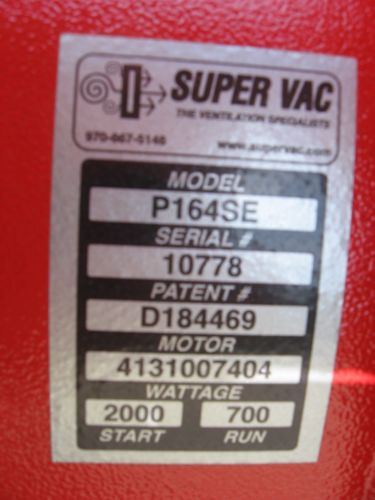 SUPER VAC
THE VENTILATION SPECIALISTS
970-667-5146
www.supervac.com
MODEL
P164SE
SERIAL #
10778
PATENT #
D184469
MOTOR
4131007404
WATTAGE
2000 700
START RUN